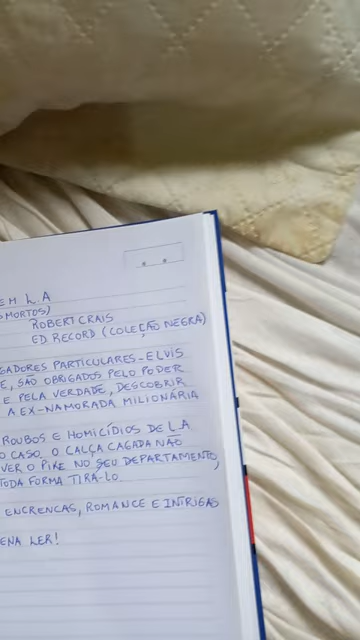 EM L.A
MORTOS)
ROBERT CRAIS
ED RECORD (COLEÇÃO NEGRA)
GADORES PARTICULARES - ELVIS
E, SÃO OBRIGADOS PELO PODER
E PELA VERDADE, DESCOBRIR
A EX-NAMORADA MILIONÁRIA
ROUBOS E HOMICÍDIOS DE L.A.
O CASO. O CALÇA CAGADA NÃO
VER O PIKE NO SEU DEPARTAMENTO,
TODA FORMA TIRÁ-LO.
ENCRENCAS, ROMANCE E INTRIGAS
ENA LER!